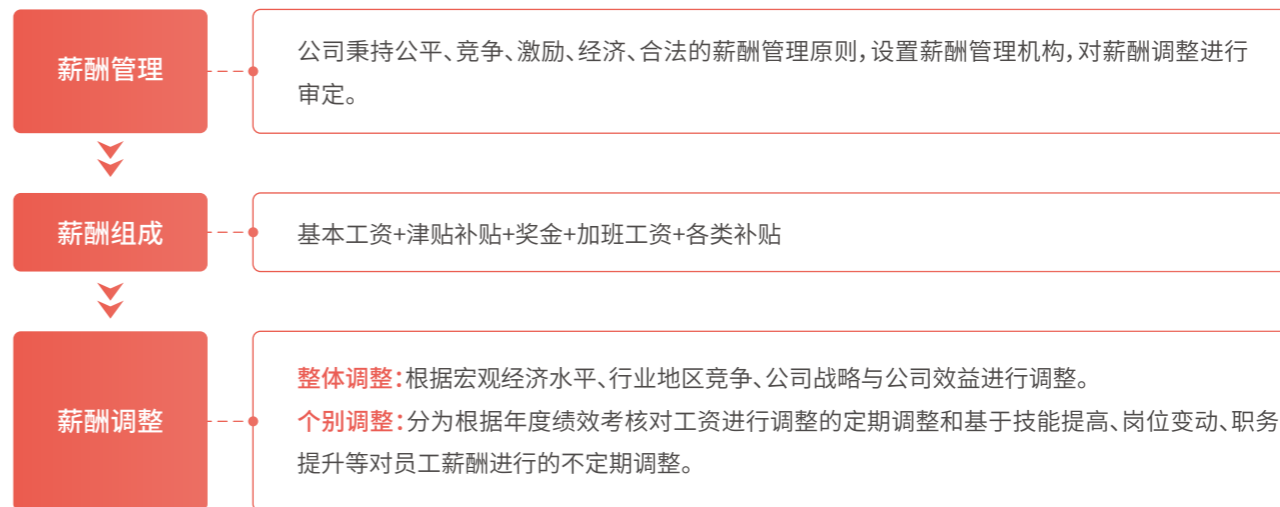 薪酬管理
公司秉持公平、竞争、激励、经济、合法的薪酬管理原则,设置薪酬管理机构,对薪酬调整进行
审定。
薪酬组成
基本工资+津贴补贴+奖金+加班工资+各类补贴
薪酬调整
整体调整:根据宏观经济水平、行业地区竞争、公司战略与公司效益进行调整。
个别调整:分为根据年度绩效考核对工资进行调整的定期调整和基于技能提高、岗位变动、职务
提升等对员工薪酬进行的不定期调整。